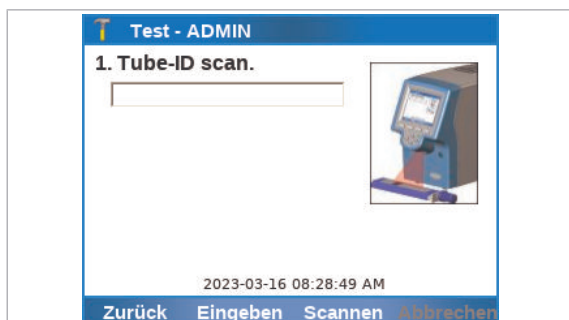 Test - ADMIN
1. Tube-ID scan.
2023-03-16 08:28:49 AM
Zurück Eingeben Scannen Abbrechen